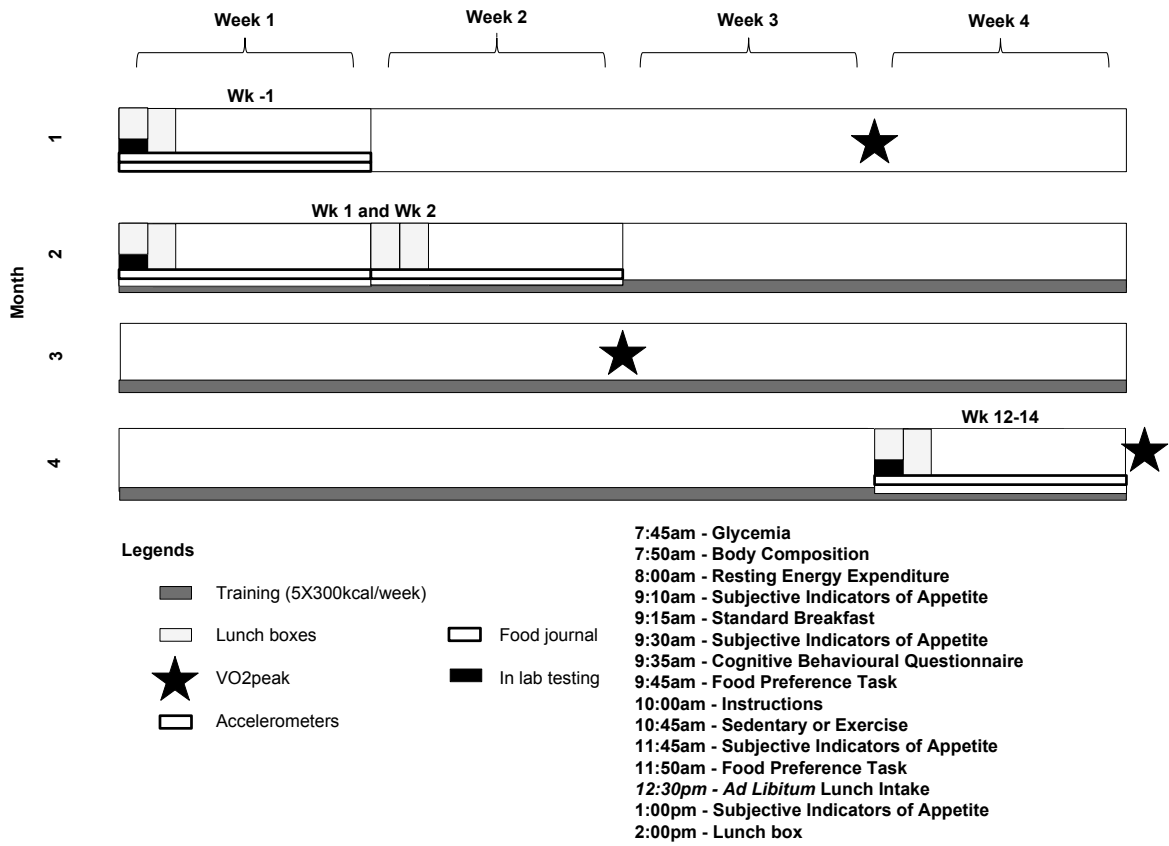 Week 1
Week 2
Week 3
Week 4
Wk -1
1
Wk 1 and Wk 2
2
Month
3
Wk 12-14
4
Legends
Training (5X300kcal/week)
Lunch boxes
VO2peak
Accelerometers
Food journal
In lab testing
7:45am - Glycemia
7:50am - Body Composition
8:00am - Resting Energy Expenditure
9:10am - Subjective Indicators of Appetite
9:15am - Standard Breakfast
9:30am - Subjective Indicators of Appetite
9:35am - Cognitive Behavioural Questionnaire
9:45am - Food Preference Task
10:00am - Instructions
10:45am - Sedentary or Exercise
11:45am - Subjective Indicators of Appetite
11:50am - Food Preference Task
12:30pm - Ad Libitum Lunch Intake
1:00pm - Subjective Indicators of Appetite
2:00pm - Lunch box